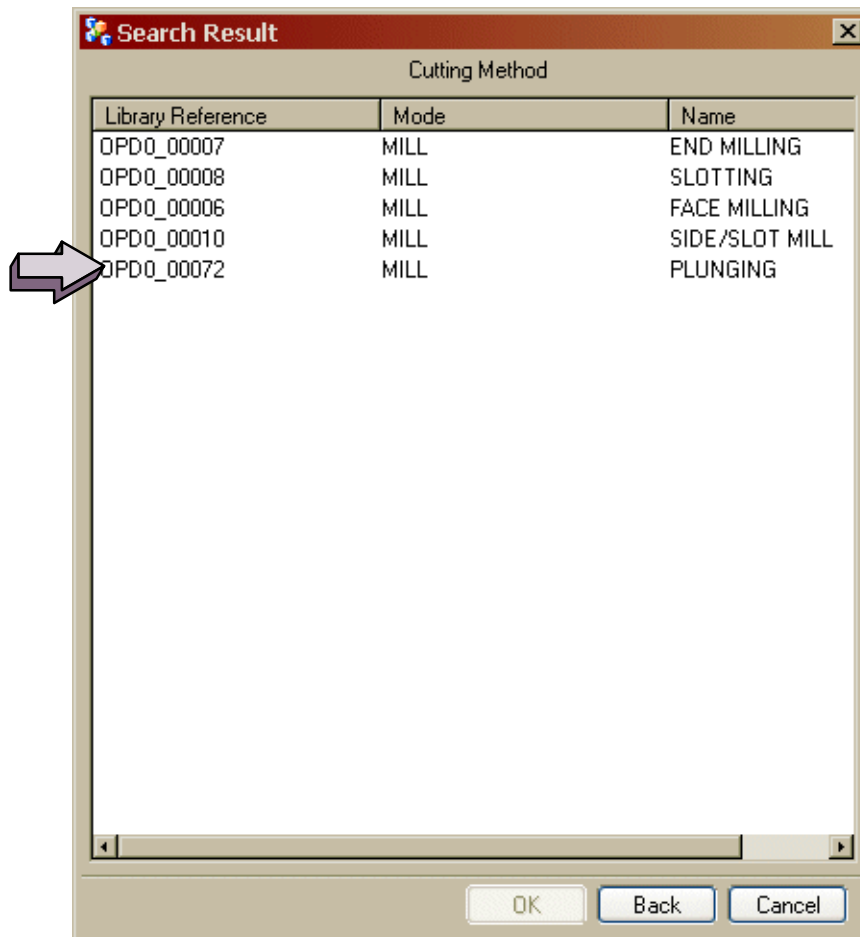 Search Result
Cutting Method
Library Reference Mode Name
OPD0_00007 MILL END MILLING
OPD0_00008 MILL SLOTTING
OPD0_00006 MILL FACE MILLING
OPD0_00010 MILL SIDE/SLOT MILL
OPD0_00072 MILL PLUNGING
OK Back Cancel